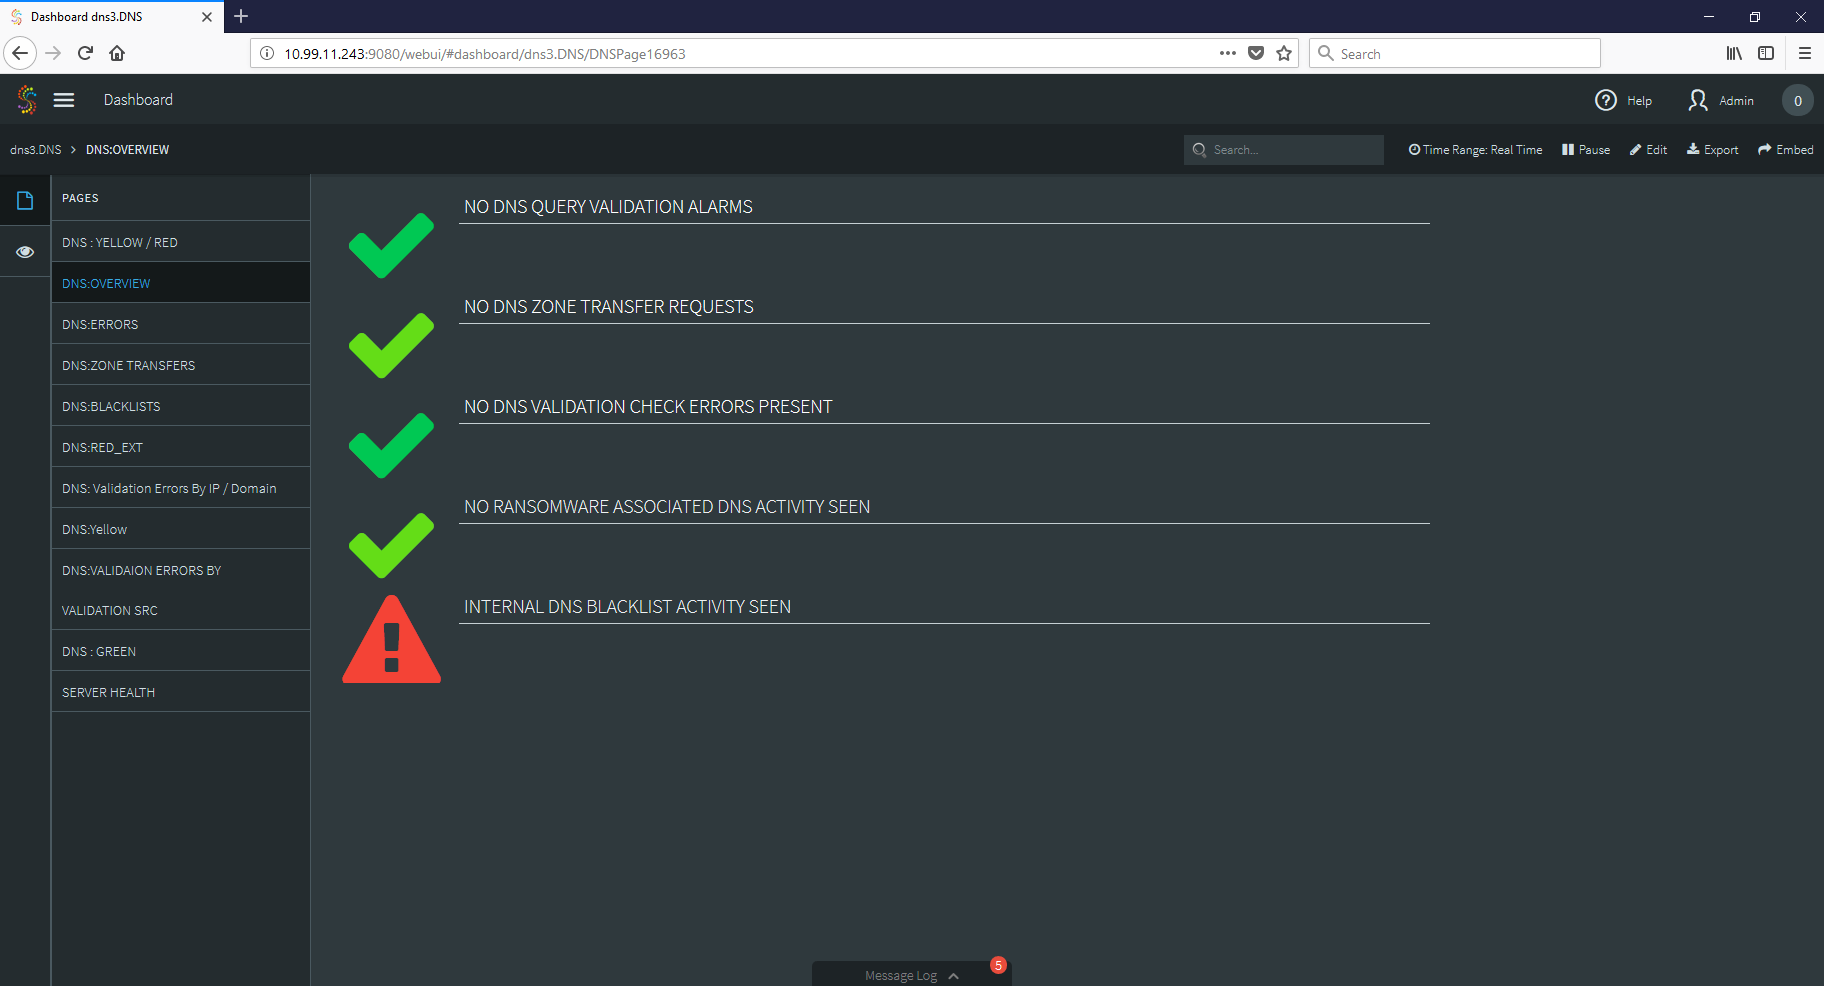 Dashboard dns3.DNS
10.99.11.243:9080/webui/#dashboard/dns3.DNS/DNSPage16963
Search
Dashboard
Help
Admin
0
dns3.DNS > DNS:OVERVIEW
Search...
Time Range: Real Time
Pause
Edit
Export
Embed
PAGES
DNS : YELLOW / RED
DNS:OVERVIEW
DNS:ERRORS
DNS:ZONE TRANSFERS
DNS:BLACKLISTS
DNS:RED_EXT
DNS: Validation Errors By IP / Domain
DNS:Yellow
DNS:VALIDAION ERRORS BY
VALIDATION SRC
DNS : GREEN
SERVER HEALTH
NO DNS QUERY VALIDATION ALARMS
NO DNS ZONE TRANSFER REQUESTS
NO DNS VALIDATION CHECK ERRORS PRESENT
NO RANSOMWARE ASSOCIATED DNS ACTIVITY SEEN
INTERNAL DNS BLACKLIST ACTIVITY SEEN
Message Log
5